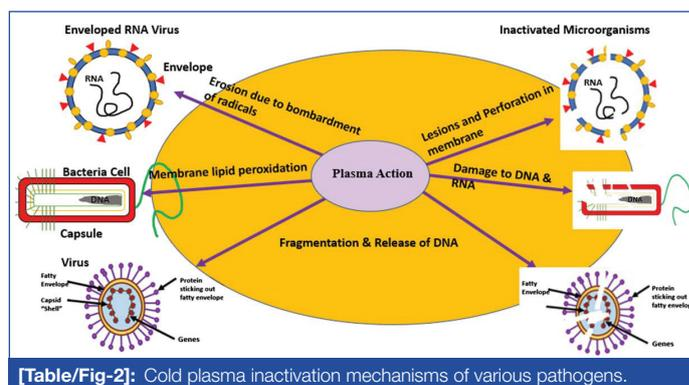 Enveloped RNA Virus
Inactivated Microorganisms
RNA
Envelope
Erosion due to bombardment
of radicals
Lesions and Perforation in
membrane
RNA
Bacteria Cell
Membrane lipid peroxidation
Plasma Action
Damage to DNA &
RNA
DNA
DNA
Capsule
Fragmentation & Release of DNA
Virus
Fatty
Envelope
Protein
sticking out
fatty envelope
Capsid
"Shell"
Genes
Fatty
Envelope
Protein
sticking out
fatty envelo
Genes
[Table/Fig-2]: Cold plasma inactivation mechanisms of various pathogens.